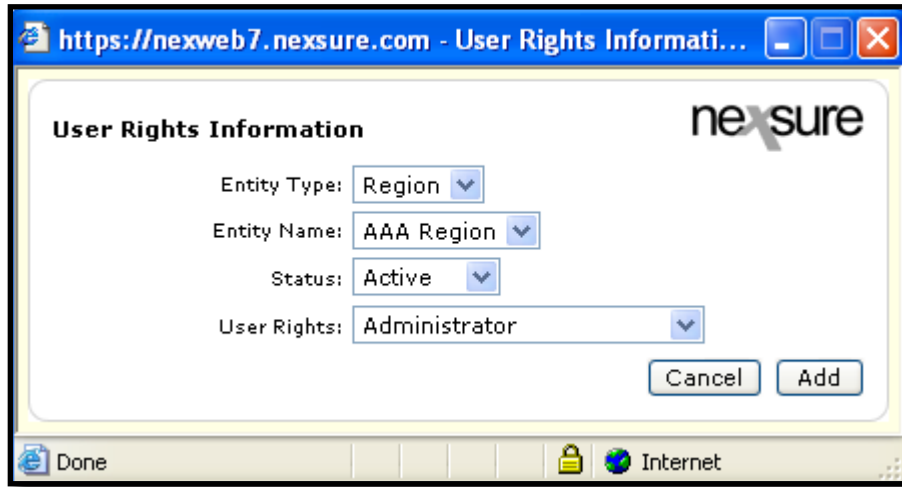 https://nexweb7.nexsure.com - User Rights Informati...
User Rights Information
nexsure
Entity Type: Region
Entity Name: AAA Region
Status: Active
User Rights: Administrator
Cancel Add
Done Internet